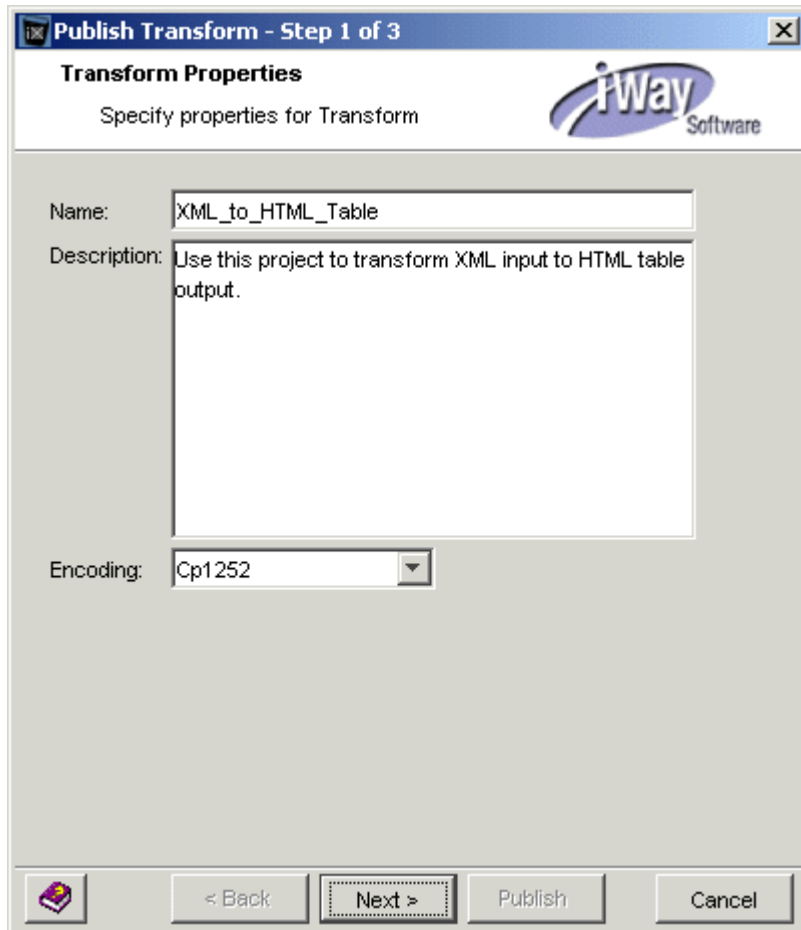 Publish Transform - Step 1 of 3
Transform Properties
Specify properties for Transform
iWay
Software
Name:
XML_to_HTML_Table
Description:
Use this project to transform XML input to HTML table
output.
Encoding:
Cp1252
< Back
Next >
Publish
Cancel